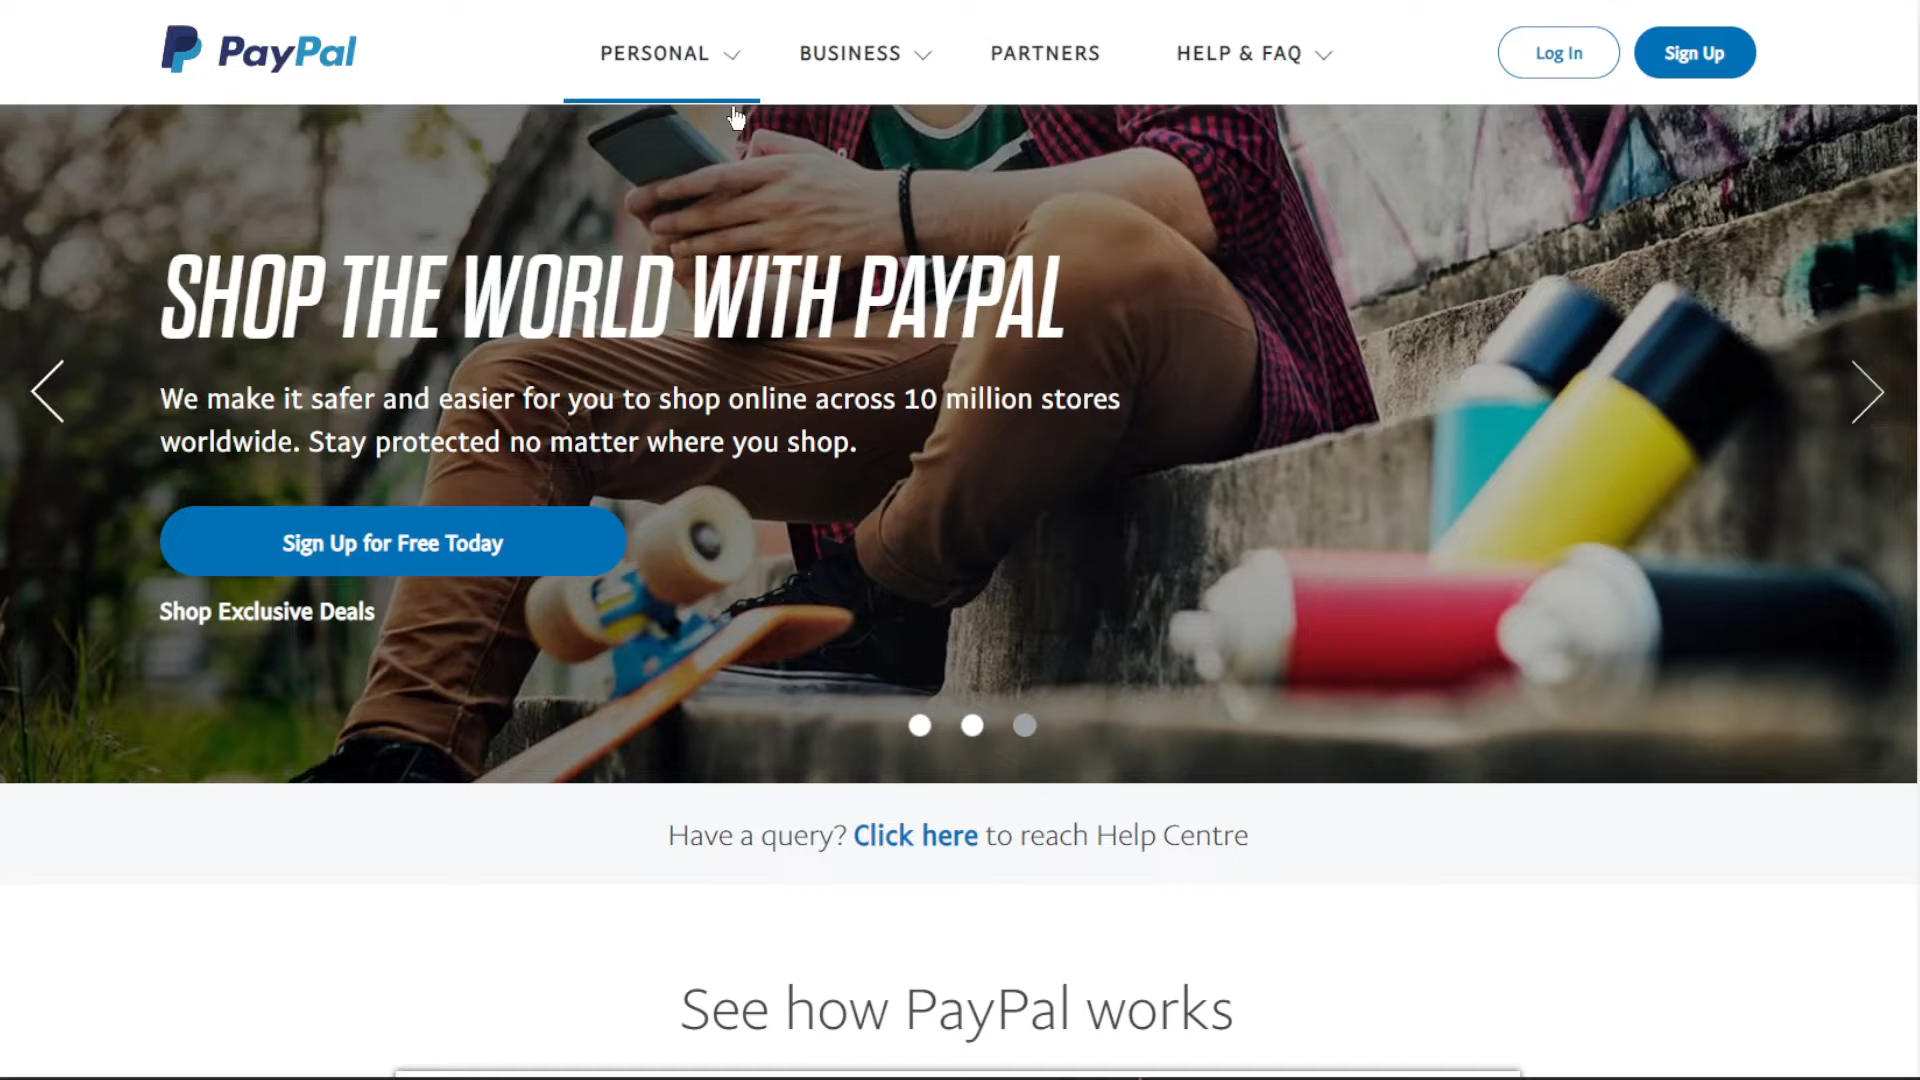 PayPal
PERSONAL
BUSINESS
PARTNERS
HELP & FAQ
Log In
Sign Up
SHOP THE WORLD WITH PAYPAL
We make it safer and easier for you to shop online across 10 million stores
worldwide. Stay protected no matter where you shop.
Sign Up for Free Today
Shop Exclusive Deals
Have a query? Click here to reach Help Centre
See how PayPal works